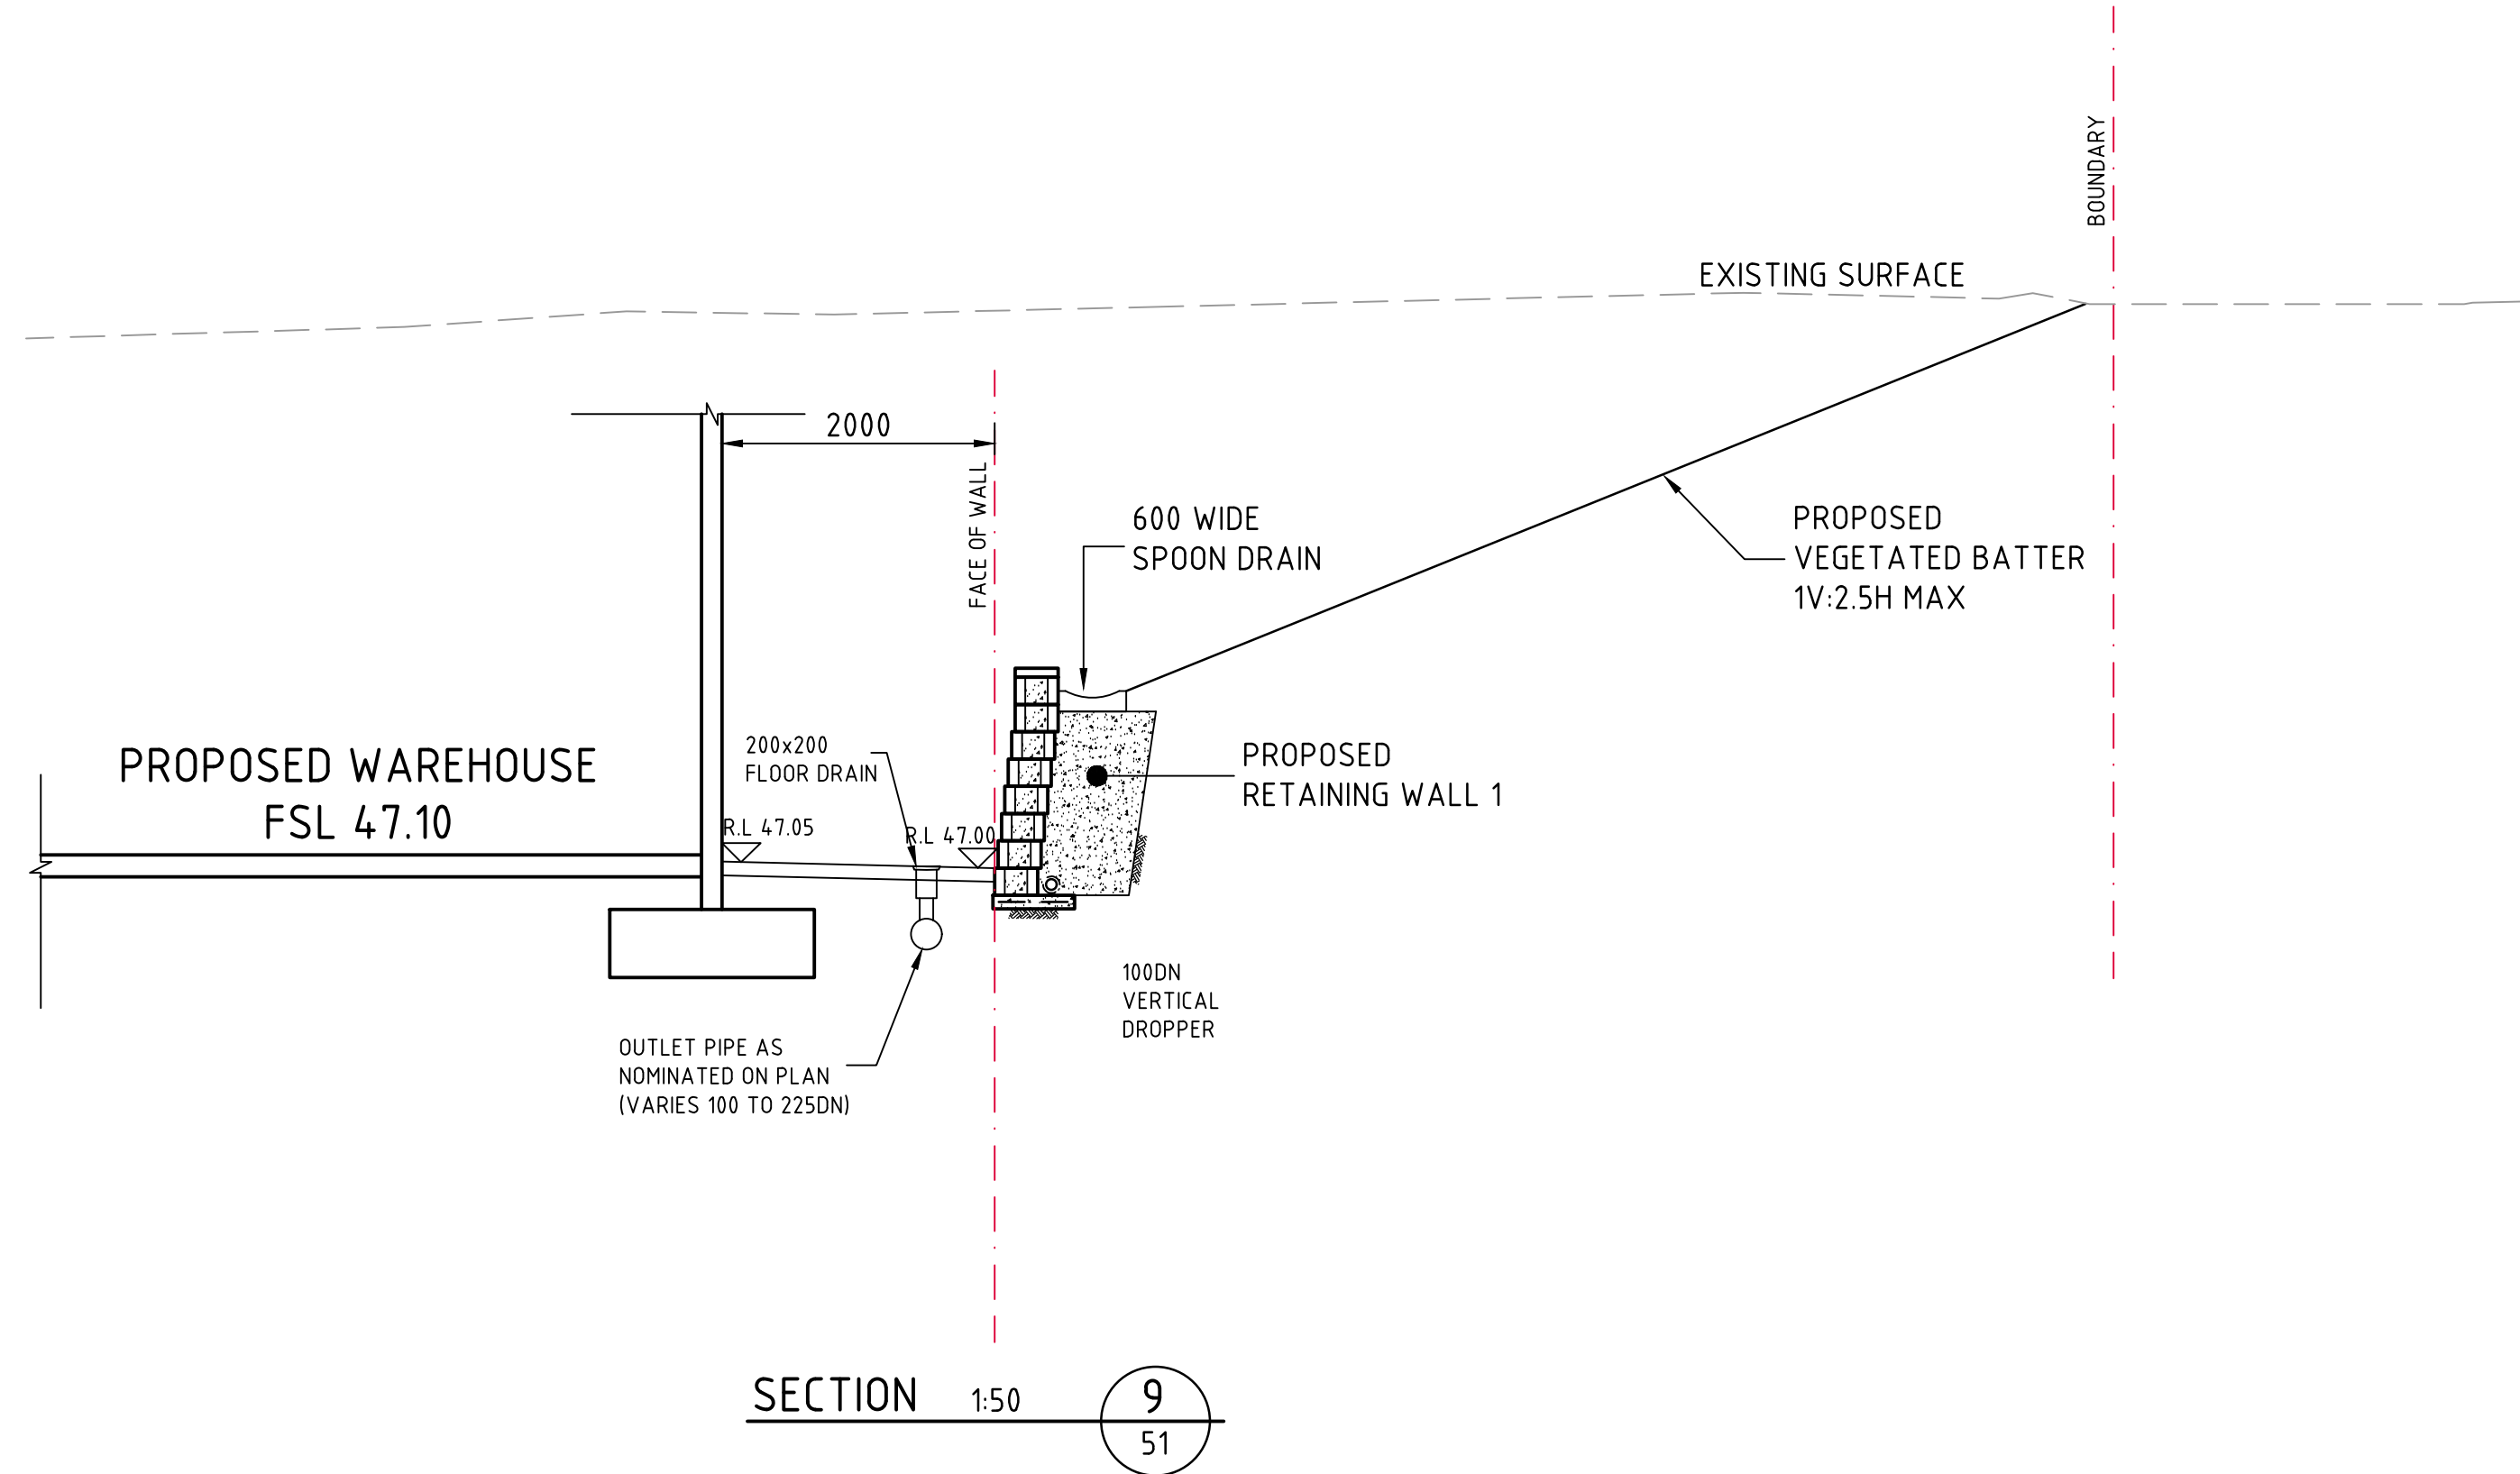 BOUNDARY
EXISTING SURFACE
2000
FACE OF WALL
600 WIDE
SPOON DRAIN
PROPOSED
VEGETATED BATTER
1V:2.5H MAX
PROPOSED WAREHOUSE
FSL 47.10
200x200
FLOOR DRAIN
R.L 47.05
R.L 47.00
PROPOSED
RETAINING WALL 1
100DN
VERTICAL
DROPPER
OUTLET PIPE AS
NOMINATED ON PLAN
(VARIES 100 TO 225DN)
SECTION 1:50
9
51